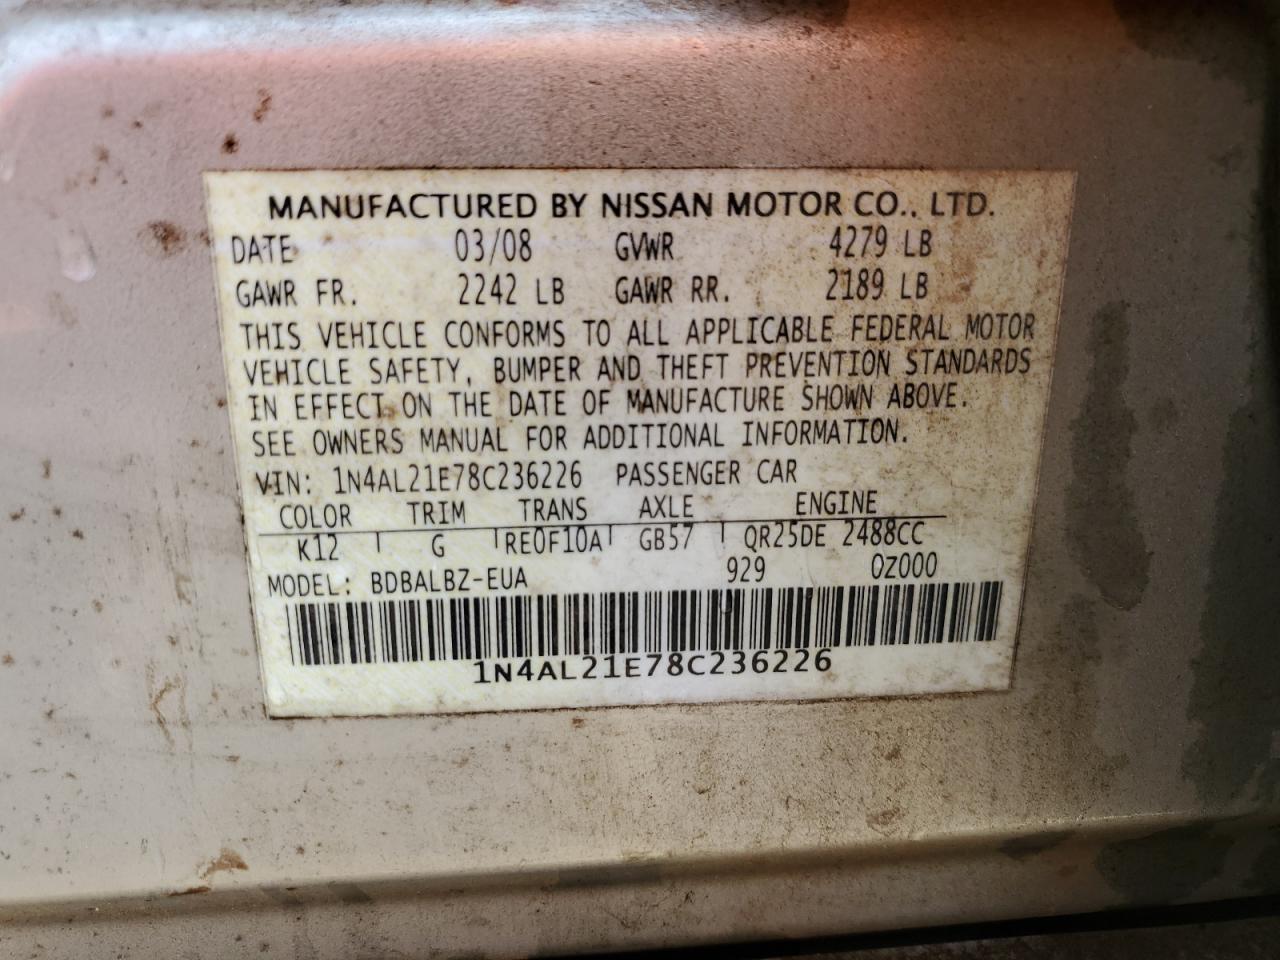 MANUFACTURED BY NISSAN MOTOR CO., LTD.
DATE 03/08 GVWR 4279 LB
GAWR FR. 2242 LB GAWR RR. 2189 LB
THIS VEHICLE CONFORMS TO ALL APPLICABLE FEDERAL MOTOR
VEHICLE SAFETY, BUMPER AND THEFT PREVENTION STANDARDS
IN EFFECT ON THE DATE OF MANUFACTURE SHOWN ABOVE.
SEE OWNERS MANUAL FOR ADDITIONAL INFORMATION.
VIN: 1N4AL21E78C236226 PASSENGER CAR
COLOR TRIM TRANS AXLE ENGINE
K12 G RE0F10A GB57 QR25DE 2488CC
MODEL: BDBALBZ-EUA 929 0Z000
1N4AL21E78C236226